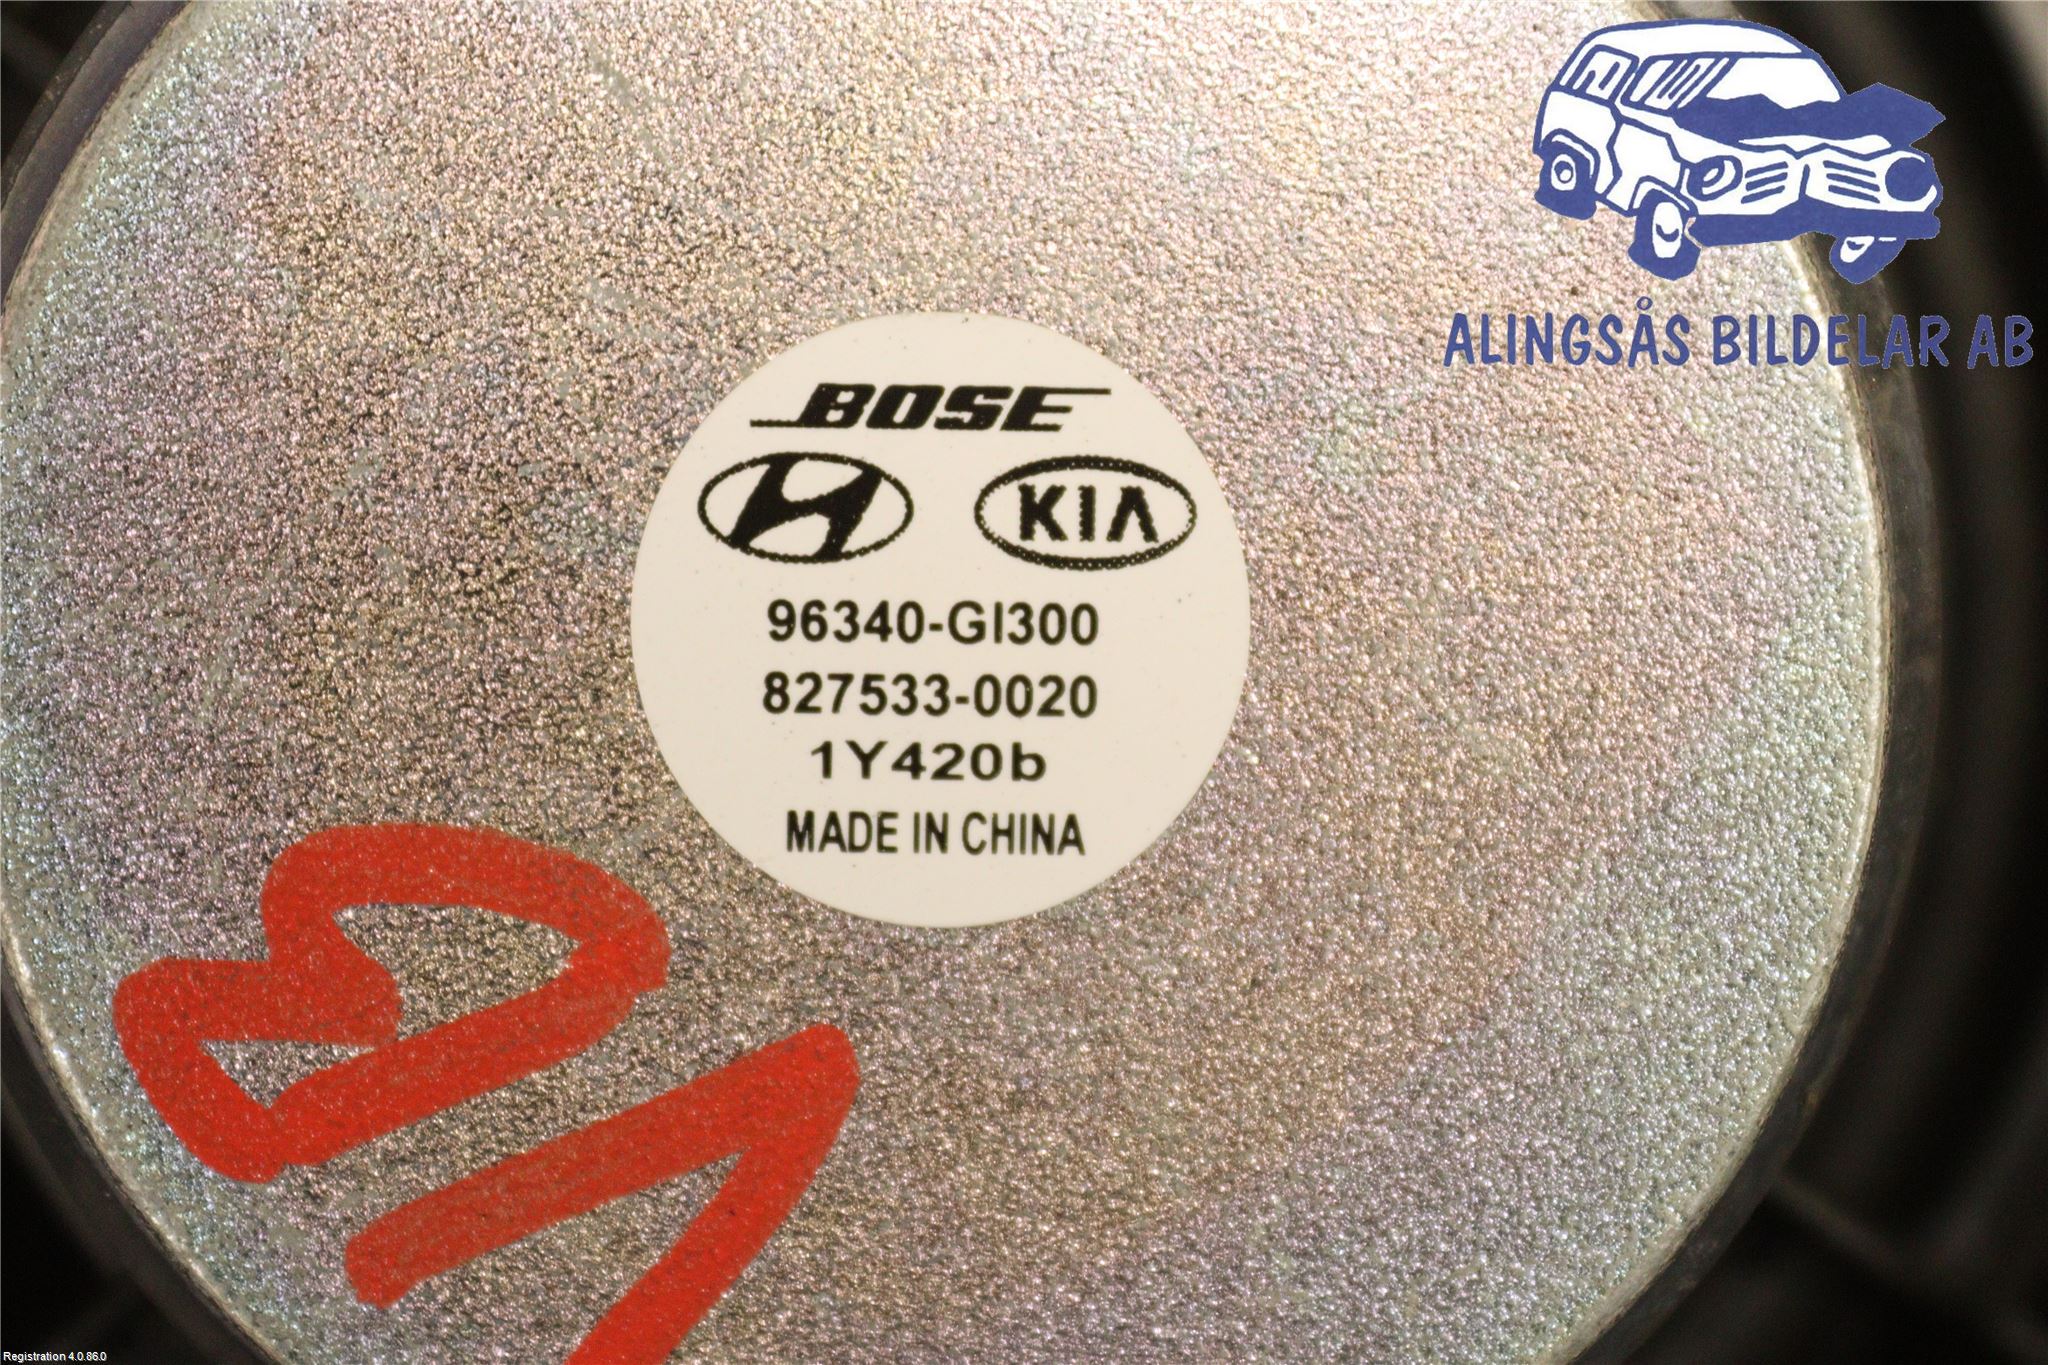 ALINGSÅS BILDELAR AB
BOSE
KIA
96340-GI300
827533-0020
1Y420b
MADE IN CHINA
Registration 4.0.86.0